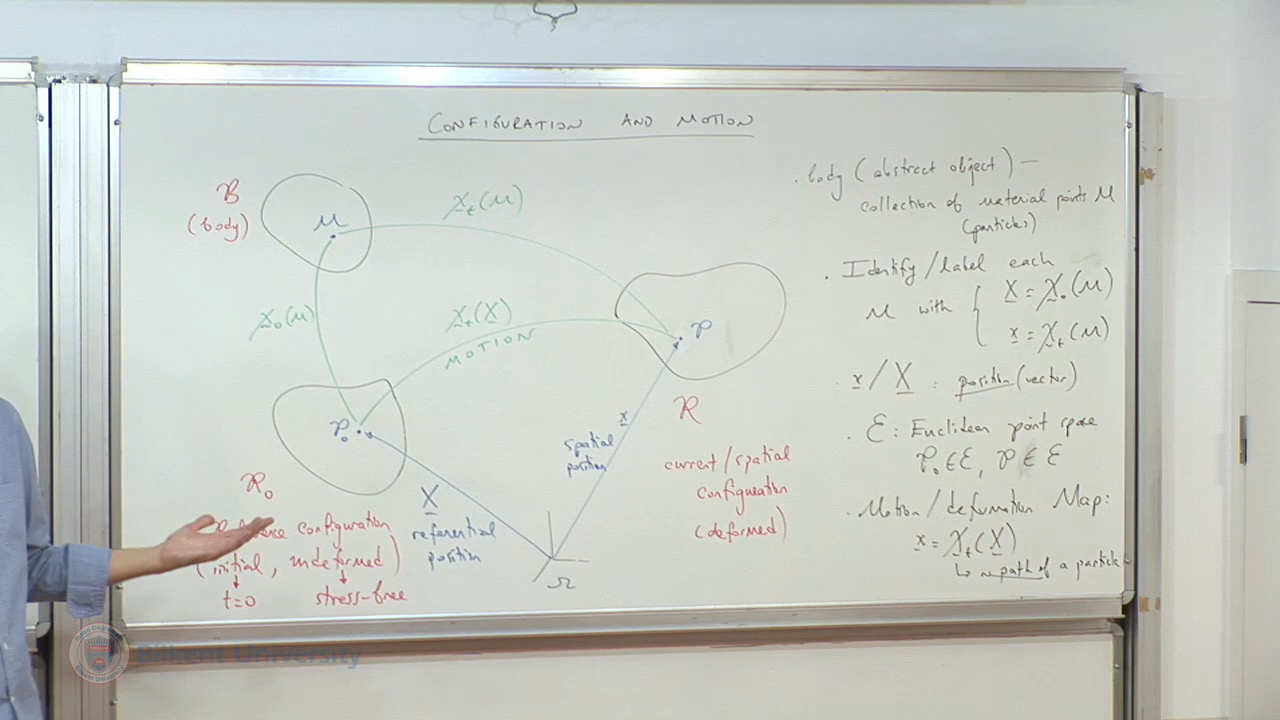 CONFIGURATION AND MOTION
B
(body)
M
χₜ(M)
χ₀(M)
χₜ(X)
MOTION
P
P₀
R₀
Reference configuration
(initial, undeformed)
t=0
stress-free
X
referential
position
x
spatial
position
Ω
R
current/spatial
configuration
(deformed)
. body (abstract object) —
collection of material points M
(particles)
. Identify/label each
M with { X = χ₀(M)
x = χₜ(M)
. x/X : position (vector)
. E : Euclidean point space
P₀ ∈ E, P ∈ E
. Motion/deformation Map:
x = χₜ(X)
↳ path of a particle
Bilkent University